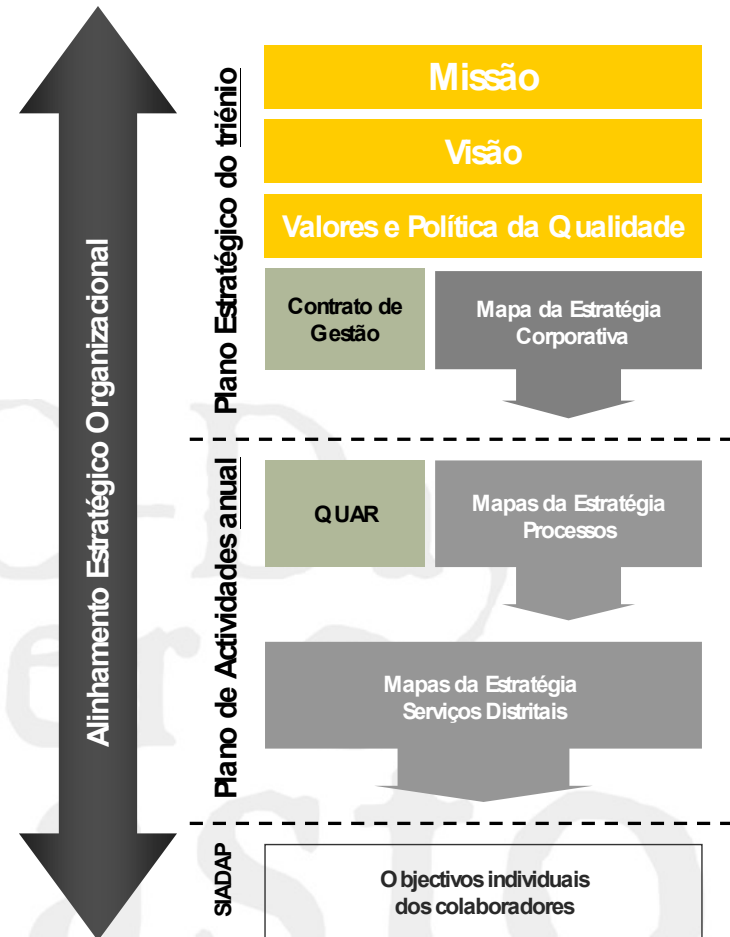 Alinhamento Estratégico Organizacional
Plano Estratégico do triénio
Missão
Visão
Valores e Política da Qualidade
Contrato de
Gestão
Mapa da Estratégia
Corporativa
Plano de Actividades anual
QUAR
Mapas da Estratégia
Processos
Mapas da Estratégia
Serviços Distritais
SIADAP
Objectivos individuais
dos colaboradores